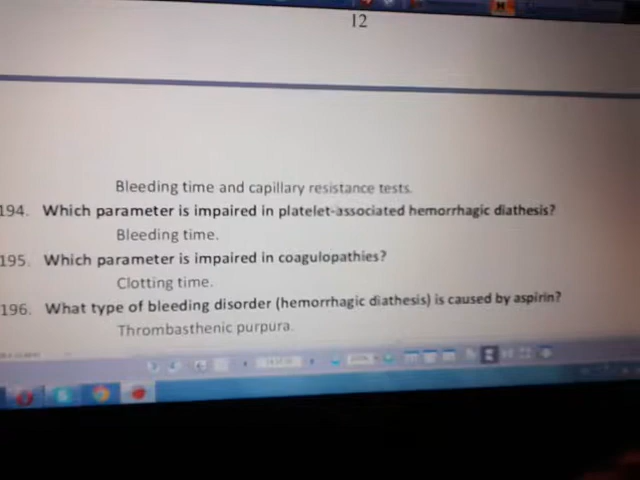 12
Bleeding time and capillary resistance tests.
194. Which parameter is impaired in platelet-associated hemorrhagic diathesis?
Bleeding time.
195. Which parameter is impaired in coagulopathies?
Clotting time.
196. What type of bleeding disorder (hemorrhagic diathesis) is caused by aspirin?
Thrombasthenic purpura.